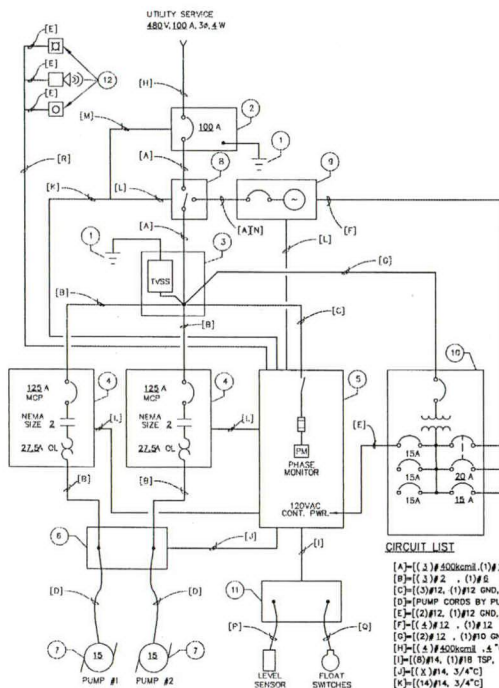 UTILITY SERVICE
480V, 100 A, 3ø, 4 W
[E]
[E]
[E]
12
[H]
[M]
2
100 A
1
[R]
[A]
[K]
[L]
8
9
[A][N]
[F]
[A]
[L]
1
3
TVSS
[G]
[B]
[B]
[C]
10
125 A
MCP
4
NEMA
SIZE 2
27.5A OL
125 A
MCP
4
NEMA
SIZE 2
27.5A OL
5
[L]
[L]
PM
PHASE
MONITOR
[E]
15A
15A
15A
20 A
15 A
[B]
[B]
120VAC
CONT. PWR.
6
[J]
[I]
[D]
[D]
11
[P]
[Q]
7
15
PUMP #1
15
7
PUMP #2
LEVEL
SENSOR
FLOAT
SWITCHES
CIRCUIT LIST
[A]=[(3)#400kcmil,(1)#
[B]=[(3)#2 , (1)#6
[C]=[(3)#12, (1)#12 GND,
[D]=[PUMP CORDS BY PU
[E]=[(2)#12, (1)#12 GND,
[F]=[(4)#12 , (1)#12
[G]=[(2)#12 , (1)#10 GN
[H]=[(4)#400kcmil ,4 "
[I]=[(8)#14, (1)#18 TSP,
[J]=[(X)#14, 3/4"C]
[K]=[(14)#14, 3/4"C]